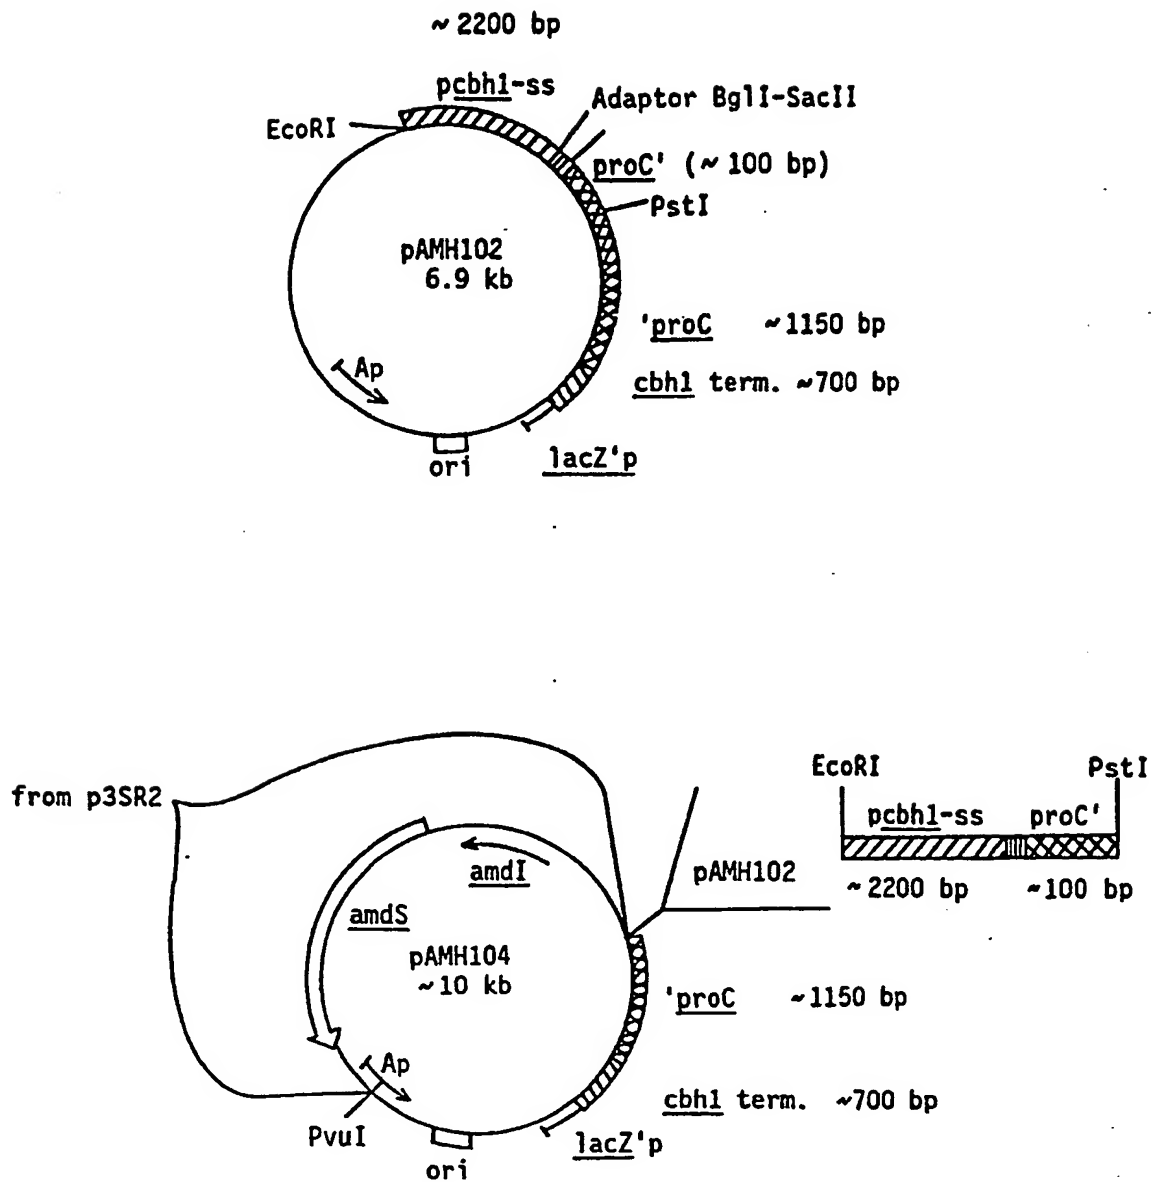 ~ 2200 bp
pcbh1-ss
Adaptor BglI-SacII
EcoRI
proC' (~ 100 bp)
PstI
pAMH102
6.9 kb
'proC ~1150 bp
Ap
cbh1 term. ~700 bp
ori
lacZ'p
EcoRI
PstI
from p3SR2
pcbh1-ss
proC'
pAMH102
~2200 bp
~100 bp
amdI
amdS
pAMH104
~10 kb
'proC ~1150 bp
Ap
cbh1 term. ~700 bp
PvuI
lacZ'p
ori